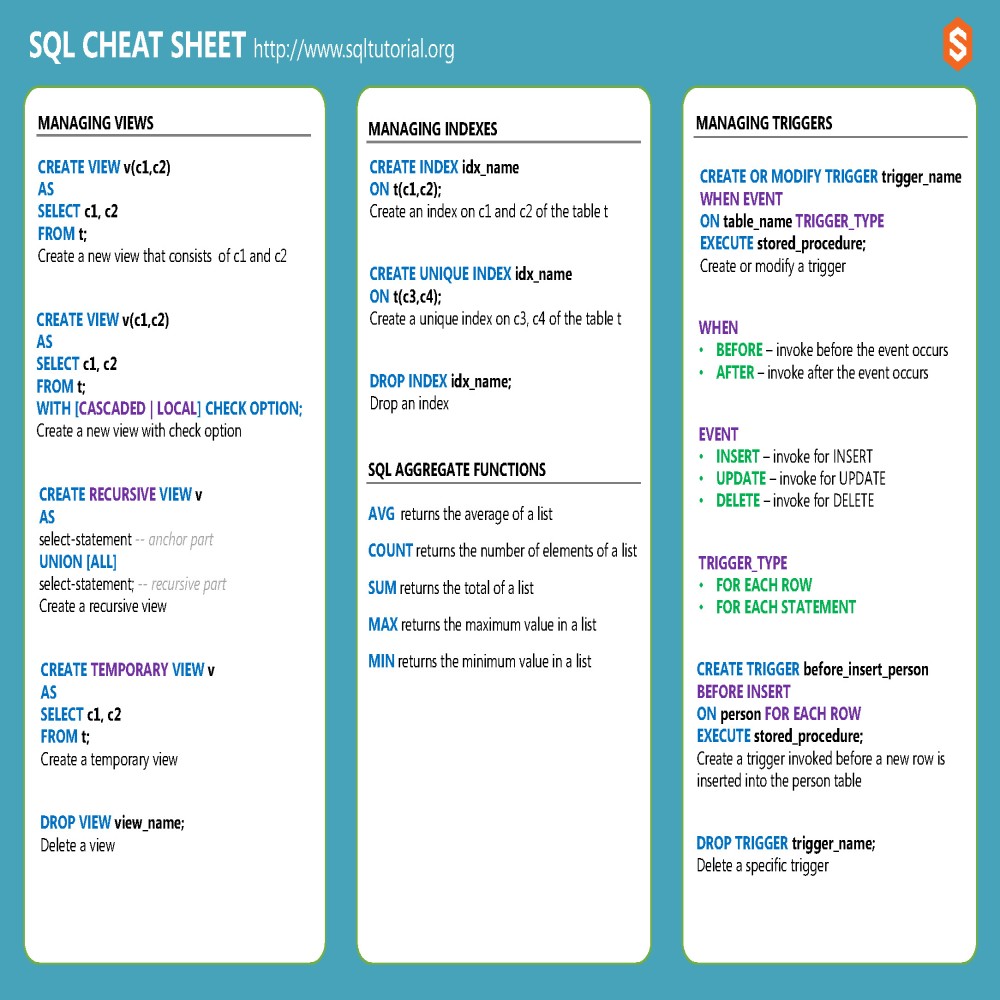 SQL CHEAT SHEET http://www.sqltutorial.org
MANAGING VIEWS
CREATE VIEW v(c1,c2)
AS
SELECT c1, c2
FROM t;
Create a new view that consists of c1 and c2
CREATE VIEW v(c1,c2)
AS
SELECT c1, c2
FROM t;
WITH [CASCADED | LOCAL] CHECK OPTION;
Create a new view with check option
CREATE RECURSIVE VIEW v
AS
select-statement -- anchor part
UNION [ALL]
select-statement; -- recursive part
Create a recursive view
CREATE TEMPORARY VIEW v
AS
SELECT c1, c2
FROM t;
Create a temporary view
DROP VIEW view_name;
Delete a view
MANAGING INDEXES
CREATE INDEX idx_name
ON t(c1,c2);
Create an index on c1 and c2 of the table t
CREATE UNIQUE INDEX idx_name
ON t(c3,c4);
Create a unique index on c3, c4 of the table t
DROP INDEX idx_name;
Drop an index
SQL AGGREGATE FUNCTIONS
AVG returns the average of a list
COUNT returns the number of elements of a list
SUM returns the total of a list
MAX returns the maximum value in a list
MIN returns the minimum value in a list
MANAGING TRIGGERS
CREATE OR MODIFY TRIGGER trigger_name
WHEN EVENT
ON table_name TRIGGER_TYPE
EXECUTE stored_procedure;
Create or modify a trigger
WHEN
• BEFORE – invoke before the event occurs
• AFTER – invoke after the event occurs
EVENT
• INSERT – invoke for INSERT
• UPDATE – invoke for UPDATE
• DELETE – invoke for DELETE
TRIGGER_TYPE
• FOR EACH ROW
• FOR EACH STATEMENT
CREATE TRIGGER before_insert_person
BEFORE INSERT
ON person FOR EACH ROW
EXECUTE stored_procedure;
Create a trigger invoked before a new row is
inserted into the person table
DROP TRIGGER trigger_name;
Delete a specific trigger